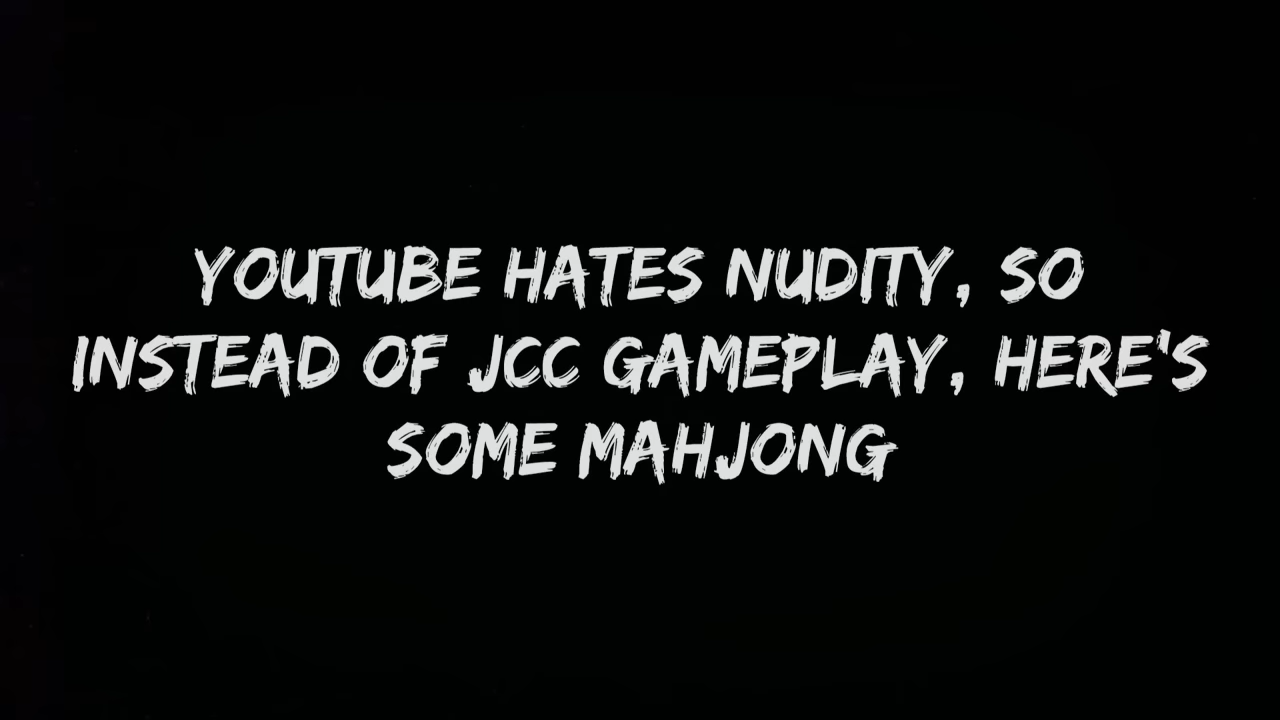 YOUTUBE HATES NUDITY, SO
INSTEAD OF JCC GAMEPLAY, HERE'S
SOME MAHJONG